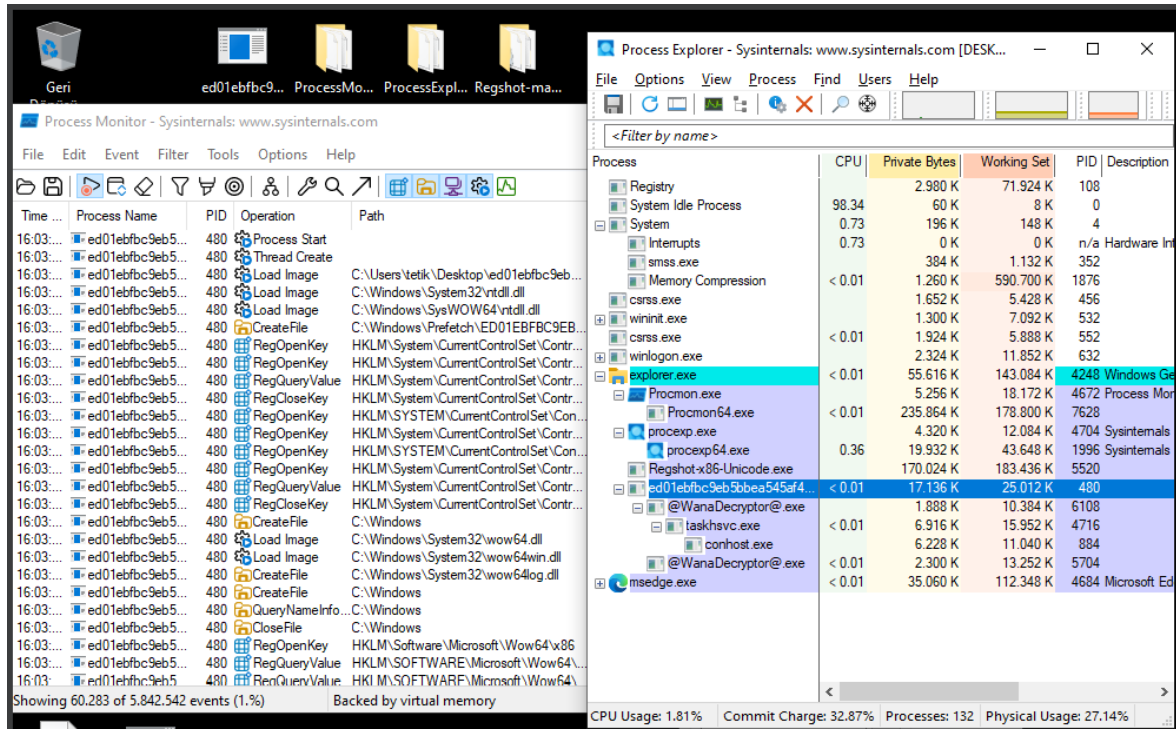 Geri
Dönüşü
ed01ebfbc9...
ProcessMo...
ProcessExpl...
Regshot-ma...
Process Monitor - Sysinternals: www.sysinternals.com
File Edit Event Filter Tools Options Help
Time ... Process Name PID Operation Path
16:03:... ed01ebfbc9eb5... 480 Process Start
16:03:... ed01ebfbc9eb5... 480 Thread Create
16:03:... ed01ebfbc9eb5... 480 Load Image C:\Users\tetik\Desktop\ed01ebfbc9eb...
16:03:... ed01ebfbc9eb5... 480 Load Image C:\Windows\System32\ntdll.dll
16:03:... ed01ebfbc9eb5... 480 Load Image C:\Windows\SysWOW64\ntdll.dll
16:03:... ed01ebfbc9eb5... 480 CreateFile C:\Windows\Prefetch\ED01EBFBC9EB...
16:03:... ed01ebfbc9eb5... 480 RegOpenKey HKLM\System\CurrentControlSet\Contr...
16:03:... ed01ebfbc9eb5... 480 RegOpenKey HKLM\System\CurrentControlSet\Contr...
16:03:... ed01ebfbc9eb5... 480 RegQueryValue HKLM\System\CurrentControlSet\Contr...
16:03:... ed01ebfbc9eb5... 480 RegCloseKey HKLM\System\CurrentControlSet\Contr...
16:03:... ed01ebfbc9eb5... 480 RegOpenKey HKLM\SYSTEM\CurrentControlSet\Con...
16:03:... ed01ebfbc9eb5... 480 RegOpenKey HKLM\System\CurrentControlSet\Contr...
16:03:... ed01ebfbc9eb5... 480 RegOpenKey HKLM\SYSTEM\CurrentControlSet\Con...
16:03:... ed01ebfbc9eb5... 480 RegOpenKey HKLM\System\CurrentControlSet\Contr...
16:03:... ed01ebfbc9eb5... 480 RegQueryValue HKLM\System\CurrentControlSet\Contr...
16:03:... ed01ebfbc9eb5... 480 RegCloseKey HKLM\System\CurrentControlSet\Contr...
16:03:... ed01ebfbc9eb5... 480 CreateFile C:\Windows
16:03:... ed01ebfbc9eb5... 480 Load Image C:\Windows\System32\wow64.dll
16:03:... ed01ebfbc9eb5... 480 Load Image C:\Windows\System32\wow64win.dll
16:03:... ed01ebfbc9eb5... 480 CreateFile C:\Windows\System32\wow64log.dll
16:03:... ed01ebfbc9eb5... 480 CreateFile C:\Windows
16:03:... ed01ebfbc9eb5... 480 QueryNameInfo... C:\Windows
16:03:... ed01ebfbc9eb5... 480 CloseFile C:\Windows
16:03:... ed01ebfbc9eb5... 480 RegOpenKey HKLM\Software\Microsoft\Wow64\x86
16:03:... ed01ebfbc9eb5... 480 RegQueryValue HKLM\SOFTWARE\Microsoft\Wow64\...
16:03: ed01ebfbc9eb5... 480 RegQueryValue HKLM\SOFTWARE\Microsoft\Wow64\
Showing 60.283 of 5.842.542 events (1.%) Backed by virtual memory
Process Explorer - Sysinternals: www.sysinternals.com [DESK...
File Options View Process Find Users Help
<Filter by name>
Process CPU Private Bytes Working Set PID Description
Registry 2.980 K 71.924 K 108
System Idle Process 98.34 60 K 8 K 0
System 0.73 196 K 148 K 4
Interrupts 0.73 0 K 0 K n/a Hardware Int
smss.exe 384 K 1.132 K 352
Memory Compression < 0.01 1.260 K 590.700 K 1876
csrss.exe 1.652 K 5.428 K 456
wininit.exe 1.300 K 7.092 K 532
csrss.exe < 0.01 1.924 K 5.888 K 552
winlogon.exe 2.324 K 11.852 K 632
explorer.exe < 0.01 55.616 K 143.084 K 4248 Windows Ge
Procmon.exe 5.256 K 18.172 K 4672 Process Mor
Procmon64.exe < 0.01 235.864 K 178.800 K 7628
procexp.exe 4.320 K 12.084 K 4704 Sysinternals
procexp64.exe 0.36 19.932 K 43.648 K 1996 Sysinternals
Regshot-x86-Unicode.exe 170.024 K 183.436 K 5520
ed01ebfbc9eb5bbea545af4... < 0.01 17.136 K 25.012 K 480
@WanaDecryptor@.exe 1.888 K 10.384 K 6108
taskhsvc.exe < 0.01 6.916 K 15.952 K 4716
conhost.exe 6.228 K 11.040 K 884
@WanaDecryptor@.exe < 0.01 2.300 K 13.252 K 5704
msedge.exe < 0.01 35.060 K 112.348 K 4684 Microsoft Ed
CPU Usage: 1.81% Commit Charge: 32.87% Processes: 132 Physical Usage: 27.14%